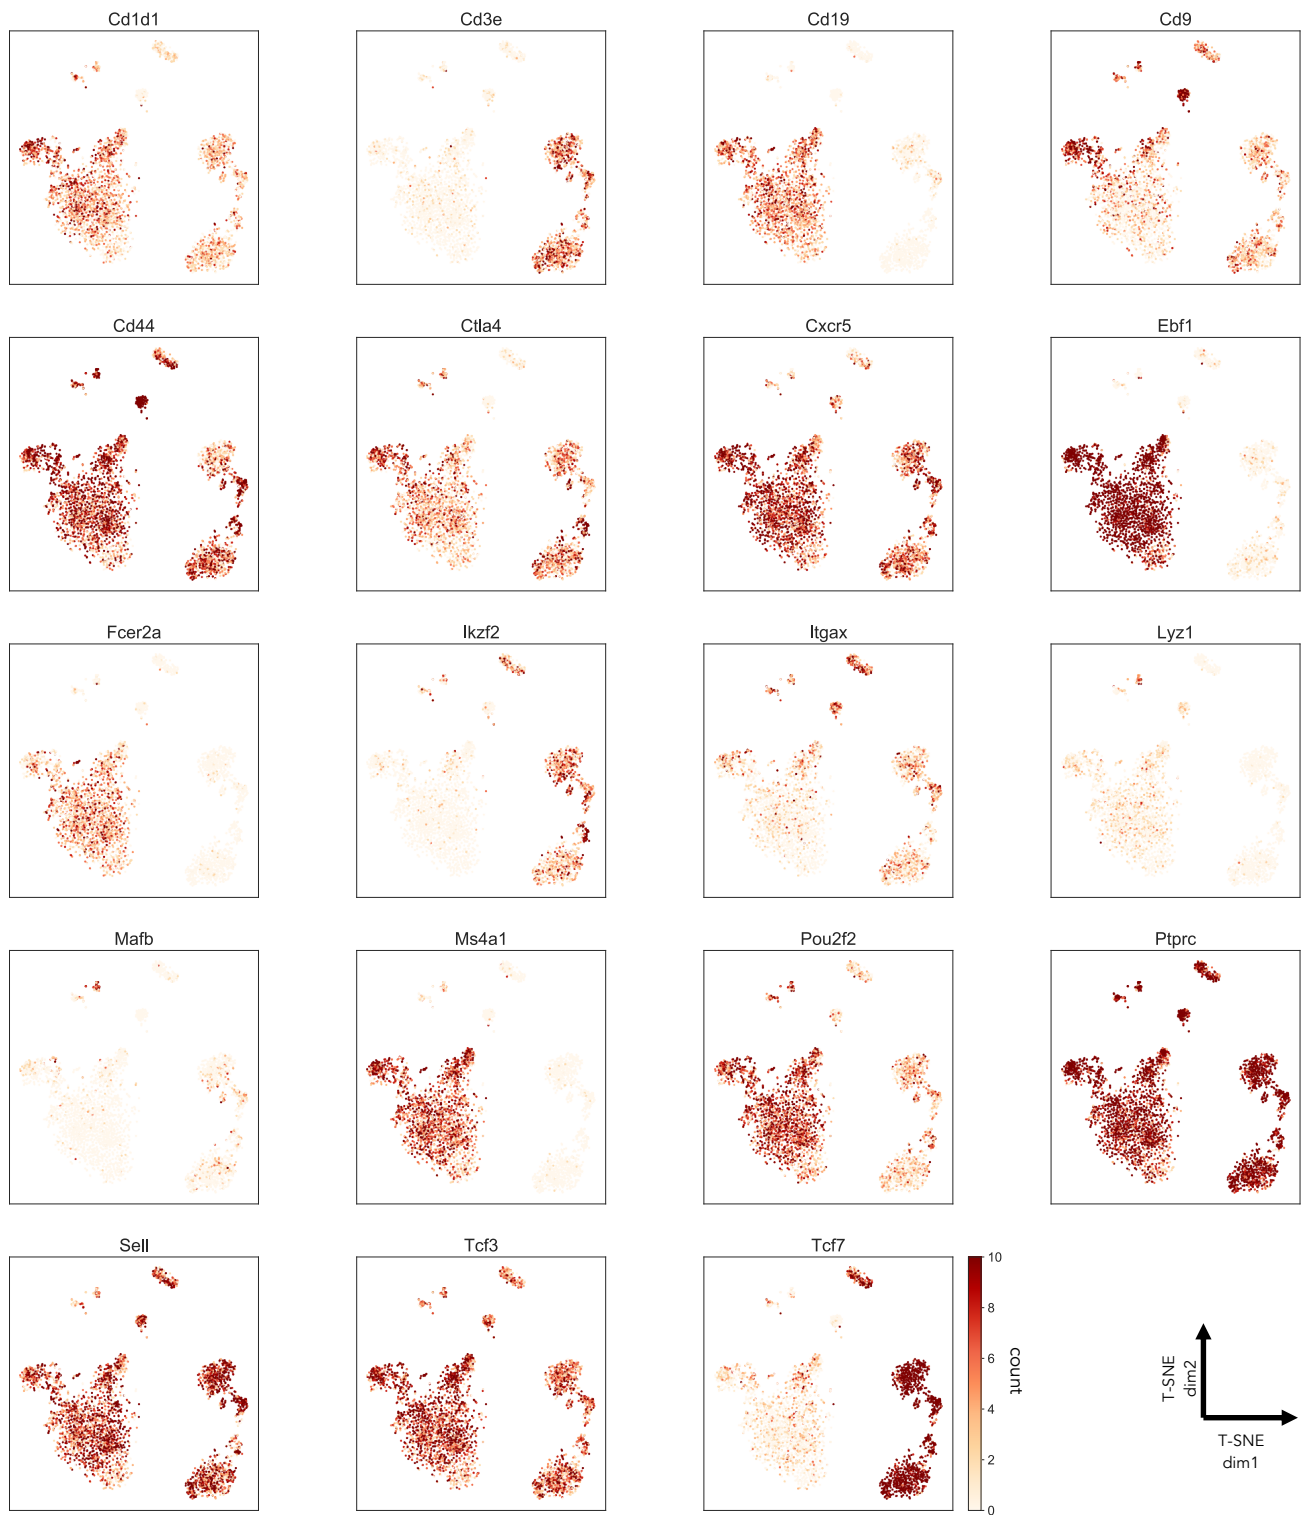 Cd1d1
Cd3e
Cd19
Cd9
Cd44
Ctla4
Cxcr5
Ebf1
Fcer2a
Ikzf2
Itgax
Lyz1
Mafb
Ms4a1
Pou2f2
Ptprc
Sell
Tcf3
Tcf7
10
8
6
4
2
0
count
T-SNE
dim2
T-SNE
dim1